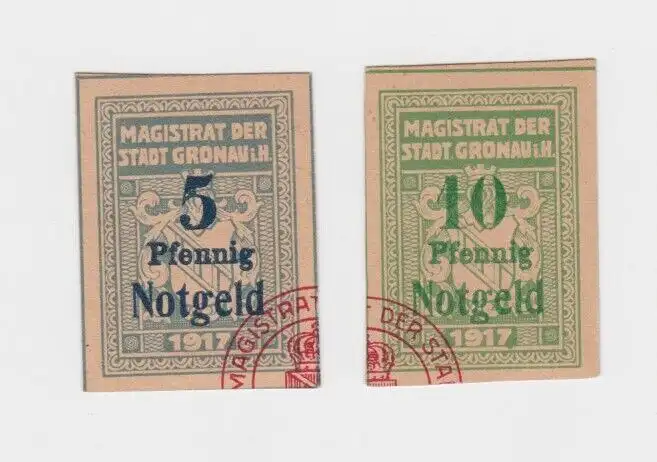 MAGISTRAT DER
STADT GRONAU i.H.
5
Pfennig
Notgeld
1917
MAGISTRAT
MAGISTRAT DER
STADT GRONAU i.H.
10
Pfennig
Notgeld
1917
DER STA